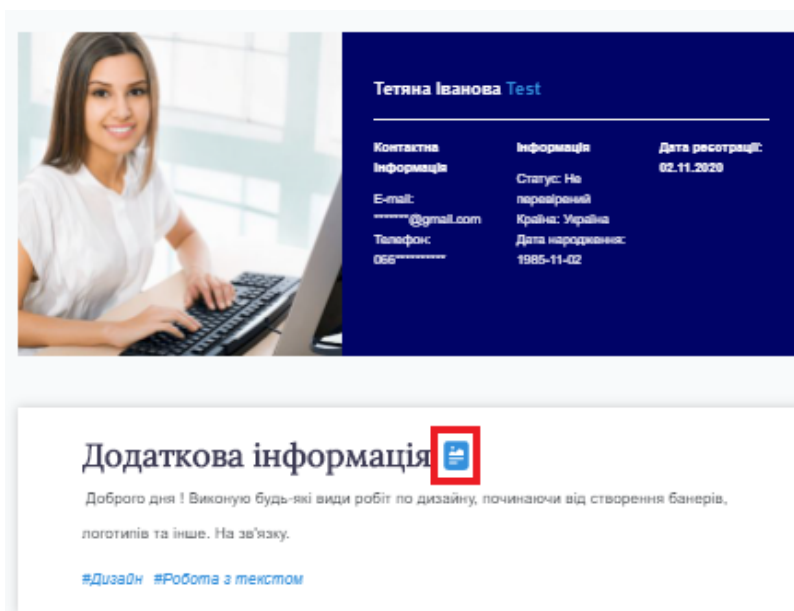 Тетяна Іванова Test
Контактна
Інформація
E-mail:
*******@gmail.com
Телефон:
066**********
Інформація
Статус: Не
перевірений
Країна: Україна
Дата народження:
1985-11-02
Дата реєстрації:
02.11.2020
Додаткова інформація
Доброго дня ! Виконую будь-які види робіт по дизайну, починаючи від створення банерів,
логотипів та інше. На зв'язку.
#Дизайн #Робота з текстом